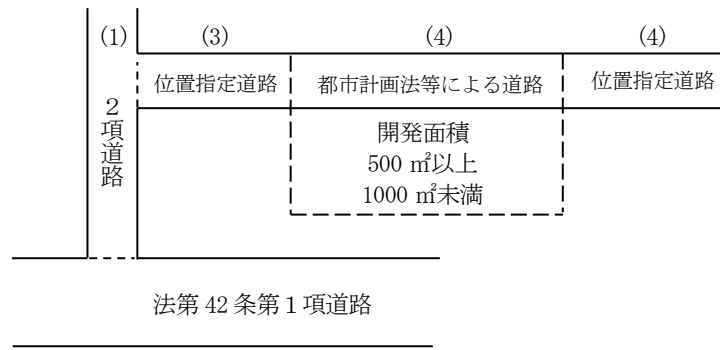 (1)
(3)
(4)
(4)
位置指定道路
都市計画法等による道路
位置指定道路
２項道路
開発面積
500 ㎡以上
1000 ㎡未満
法第 42 条第１項道路